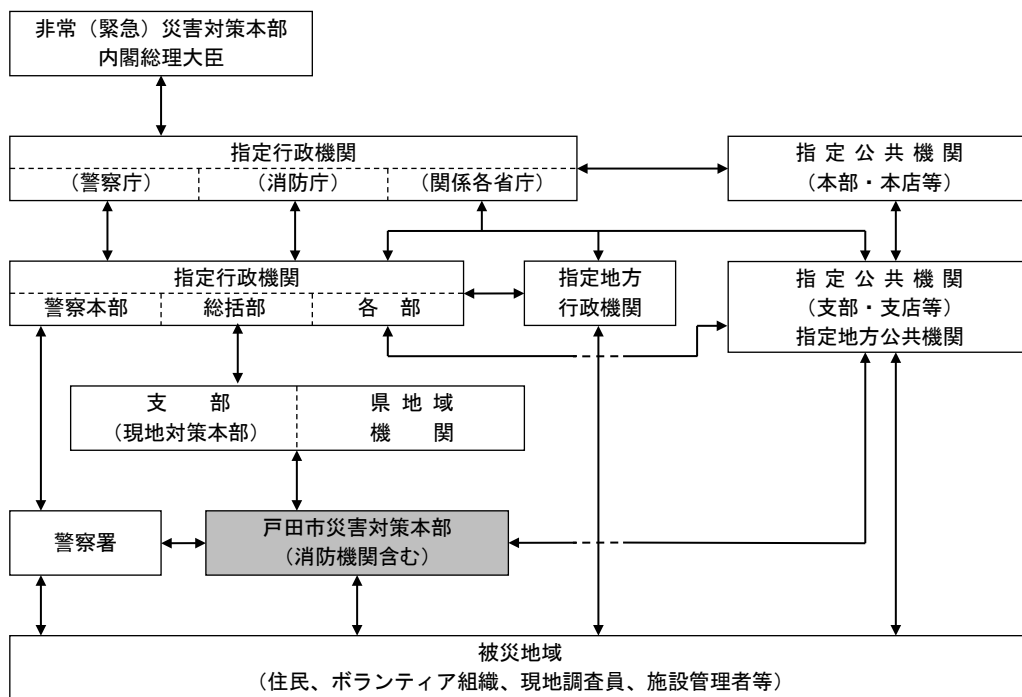 非常（緊急）災害対策本部
内閣総理大臣
指定行政機関
（警察庁）
（消防庁）
（関係各省庁）
指 定 公 共 機 関
（本部・本店等）
指定行政機関
警察本部
総括部
各　部
指定地方
行政機関
指 定 公 共 機 関
（支部・支店等）
指定地方公共機関
支　　部
（現地対策本部）
県 地 域
機　　関
警察署
戸田市災害対策本部
（消防機関含む）
被災地域
（住民、ボランティア組織、現地調査員、施設管理者等）